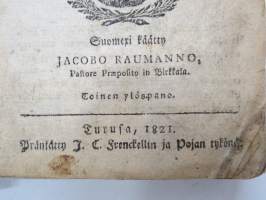 Suomexi käätty
JACOBO RAUMANNO,
Pastore Præposito in Birkkala.
Toinen ylöspano.
Turusa, 1821.
Präntätty J. C. Frenckellin ja Pojan tykönä.